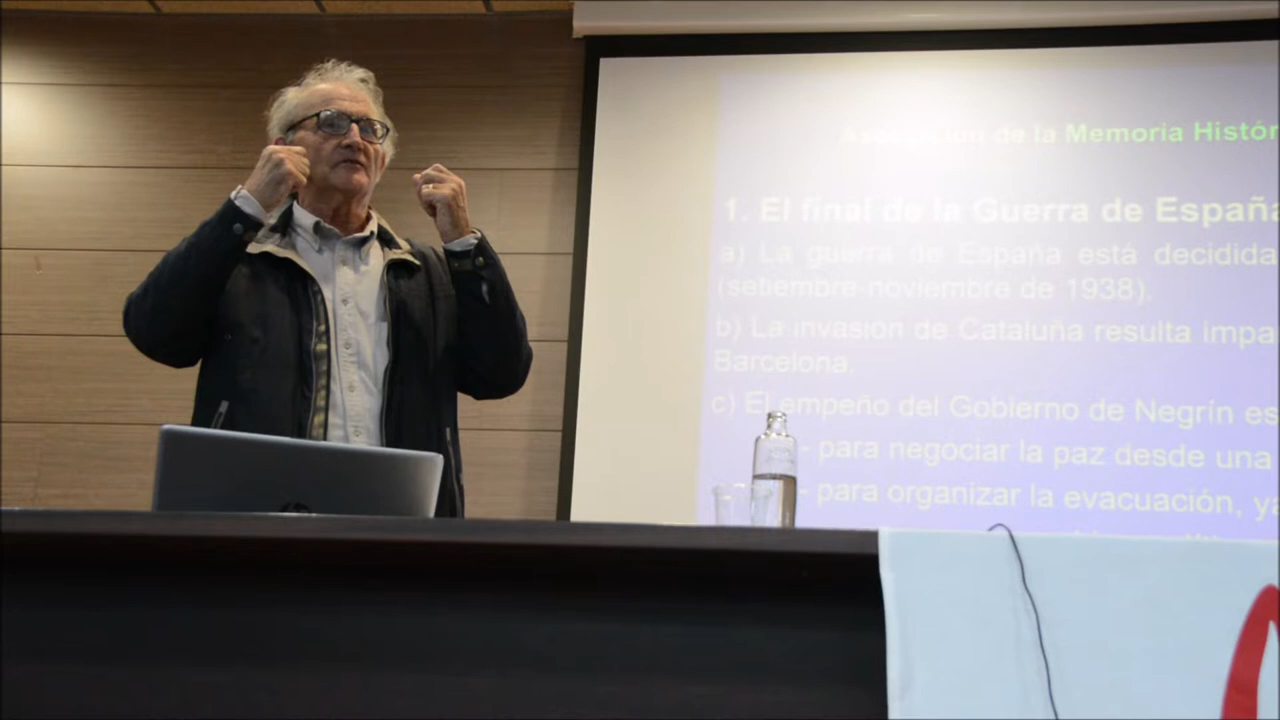 Asociación de la Memoria Histór
1. El final de la Guerra de España
a) La guerra de España está decidida
(setiembre-noviembre de 1938).
b) La invasión de Cataluña resulta impa
Barcelona.
c) El empeño del Gobierno de Negrín es
- para negociar la paz desde una
- para organizar la evacuación, ya